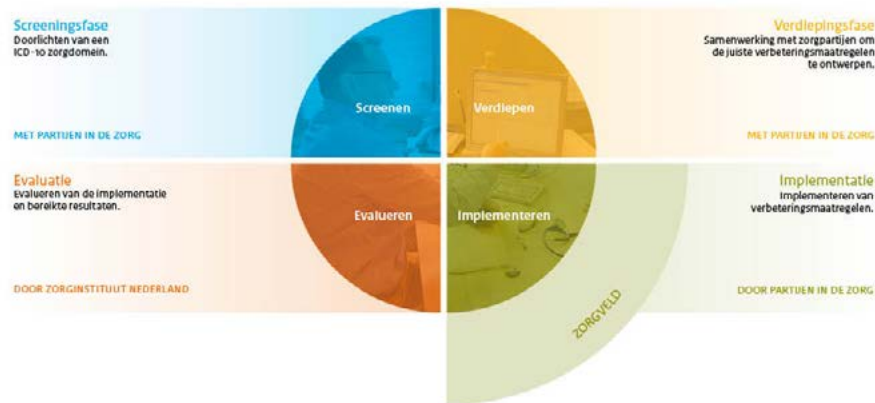 Screeningsfase
Doorlichten van een
ICD-10 zorgdomein.
MET PARTIJEN IN DE ZORG
Screenen
Verdiepen
Verdiepingsfase
Samenwerking met zorgpartijen om
de juiste verbeteringsmaatregelen
te ontwerpen.
MET PARTIJEN IN DE ZORG
Evaluatie
Evalueren van de implementatie
en bereikte resultaten.
DOOR ZORGINSTITUUT NEDERLAND
Evalueren
Implementeren
Implementatie
Implementeren van
verbeteringsmaatregelen.
DOOR PARTIJEN IN DE ZORG
ZORGVELD